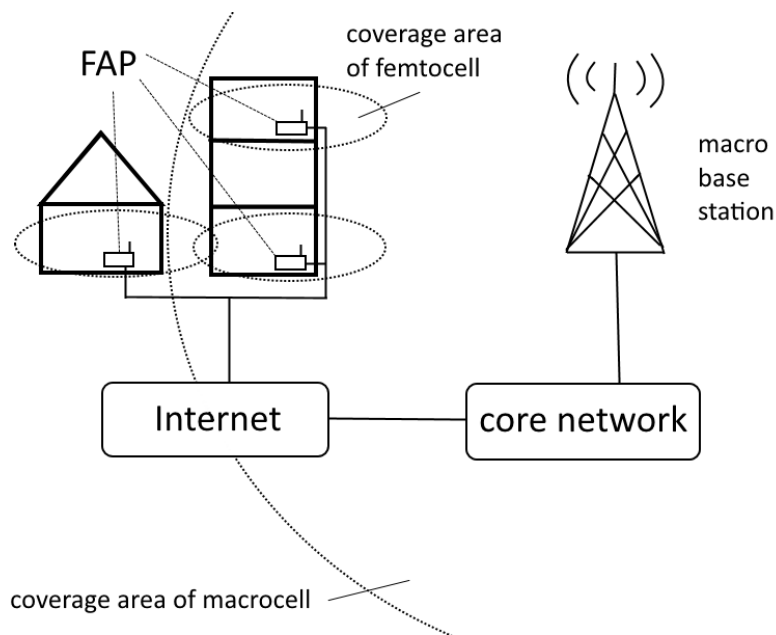 FAP
coverage area
of femtocell
macro
base
station
Internet
core network
coverage area of macrocell